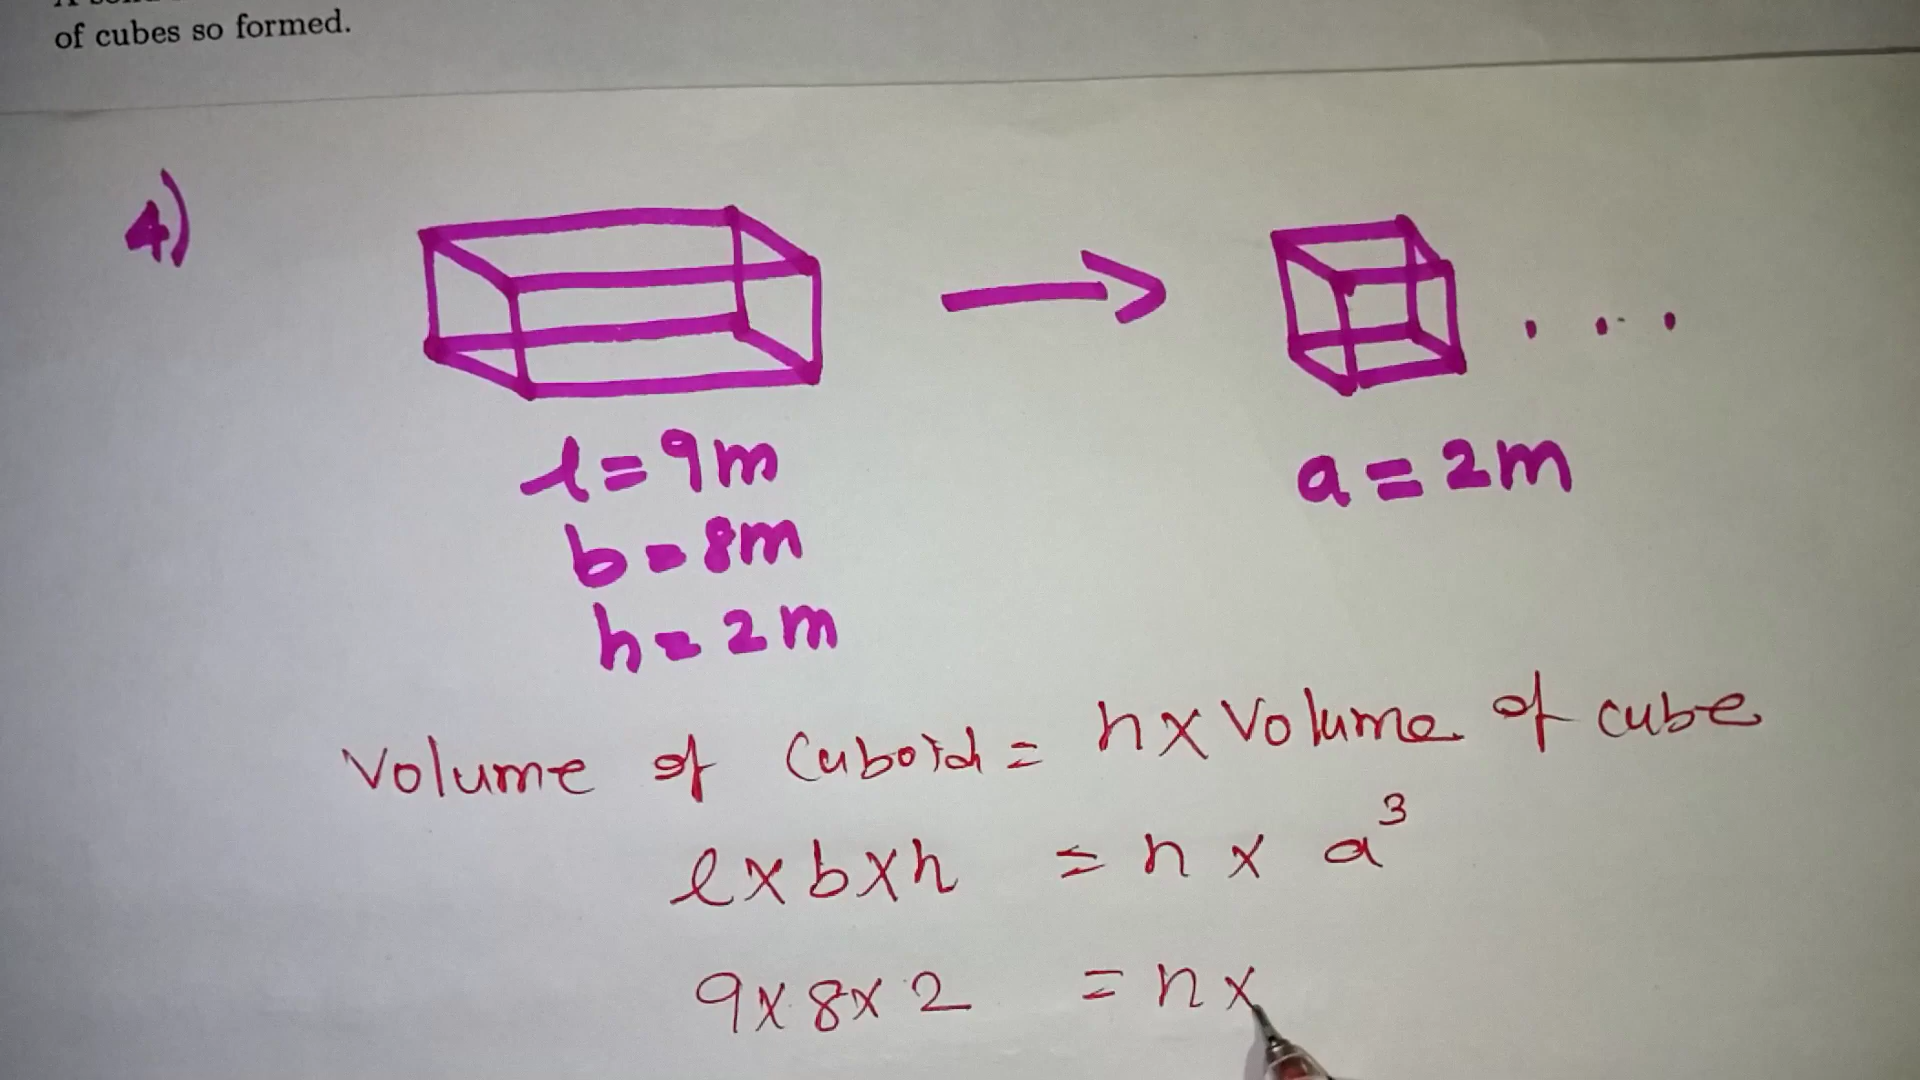 of cubes so formed.
4)
l = 9m
a = 2m
b = 8m
h = 2m
Volume of Cuboid = n x Volume of cube
l x b x h = n x a³
9 x 8 x 2 = n x